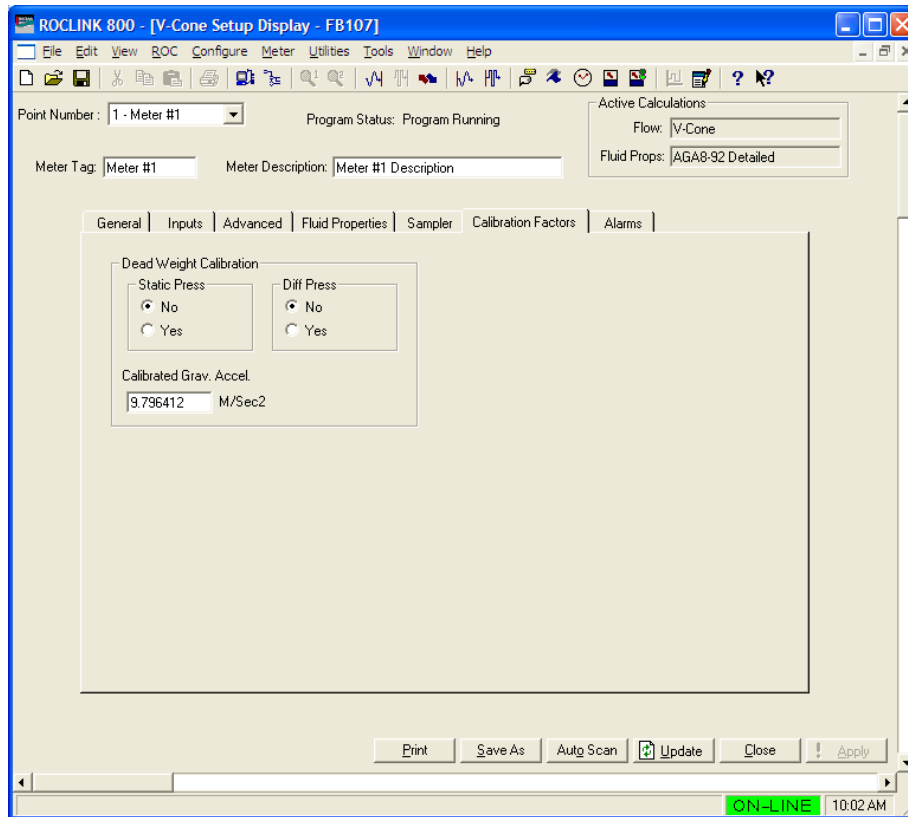 ROCLINK 800 - [V-Cone Setup Display - FB107]
File Edit View ROC Configure Meter Utilities Tools Window Help
Point Number : 1 - Meter #1
Program Status: Program Running
Active Calculations
Flow: V-Cone
Fluid Props: AGA8-92 Detailed
Meter Tag: Meter #1 Meter Description: Meter #1 Description
General Inputs Advanced Fluid Properties Sampler Calibration Factors Alarms
Dead Weight Calibration
Static Press Diff Press
No No
Yes Yes
Calibrated Grav. Accel.
9.796412 M/Sec2
Print Save As Auto Scan Update Close ! Apply
ON-LINE 10:02 AM